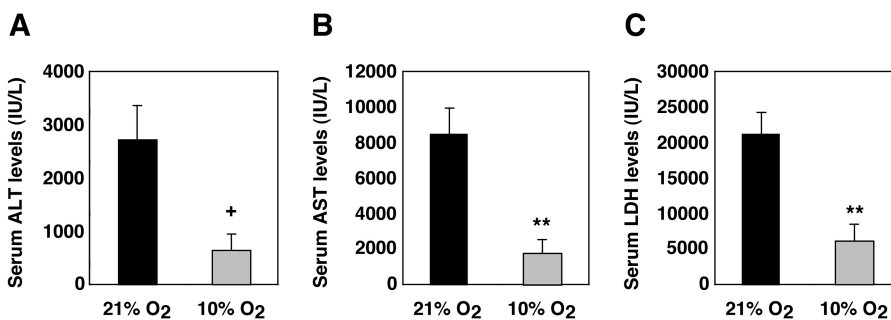 A
Serum ALT levels (IU/L)
4000
3000
2000
1000
0
+
21% O2
10% O2
B
Serum AST levels (IU/L)
12000
10000
8000
6000
4000
2000
0
**
21% O2
10% O2
C
Serum LDH levels (IU/L)
30000
25000
20000
15000
10000
5000
0
**
21% O2
10% O2